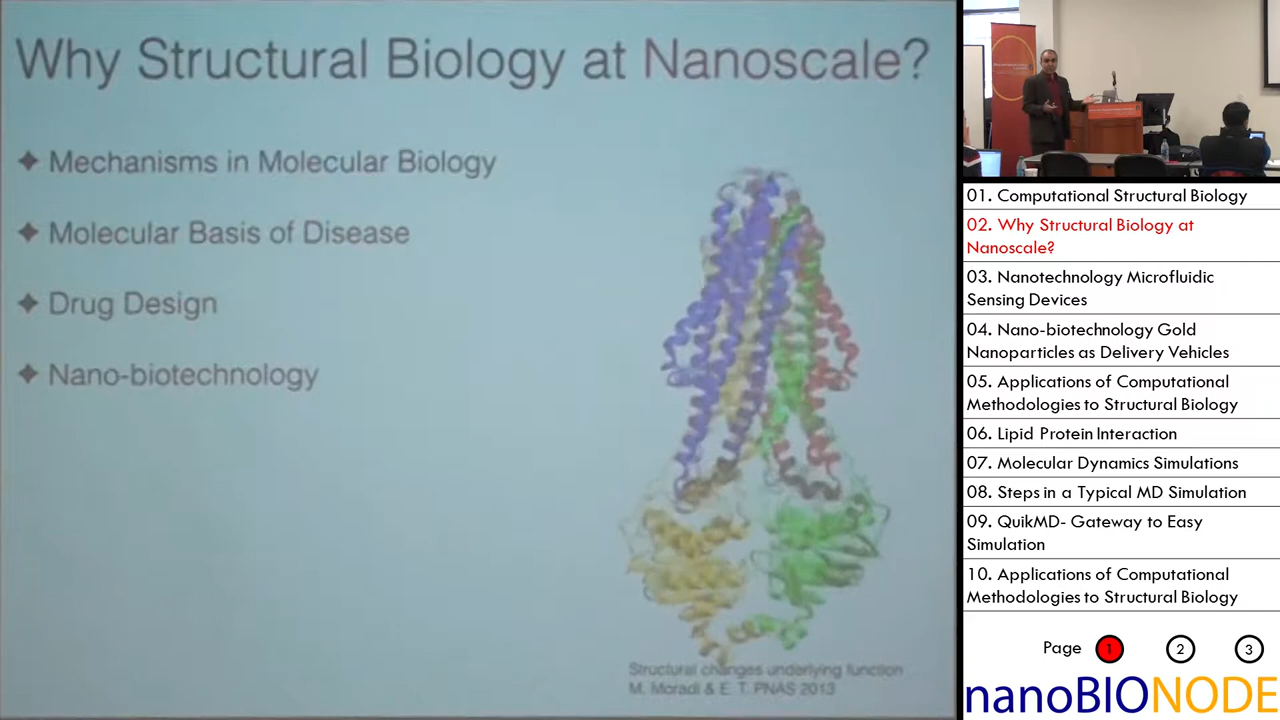 Why Structural Biology at Nanoscale?
✦ Mechanisms in Molecular Biology
✦ Molecular Basis of Disease
✦ Drug Design
✦ Nano-biotechnology
Structural changes underlying function
M. Moradi & E. T. PNAS 2013
01. Computational Structural Biology
02. Why Structural Biology at
Nanoscale?
03. Nanotechnology Microfluidic
Sensing Devices
04. Nano-biotechnology Gold
Nanoparticles as Delivery Vehicles
05. Applications of Computational
Methodologies to Structural Biology
06. Lipid Protein Interaction
07. Molecular Dynamics Simulations
08. Steps in a Typical MD Simulation
09. QuikMD- Gateway to Easy
Simulation
10. Applications of Computational
Methodologies to Structural Biology
Page 1 2 3
nanoBIONODE